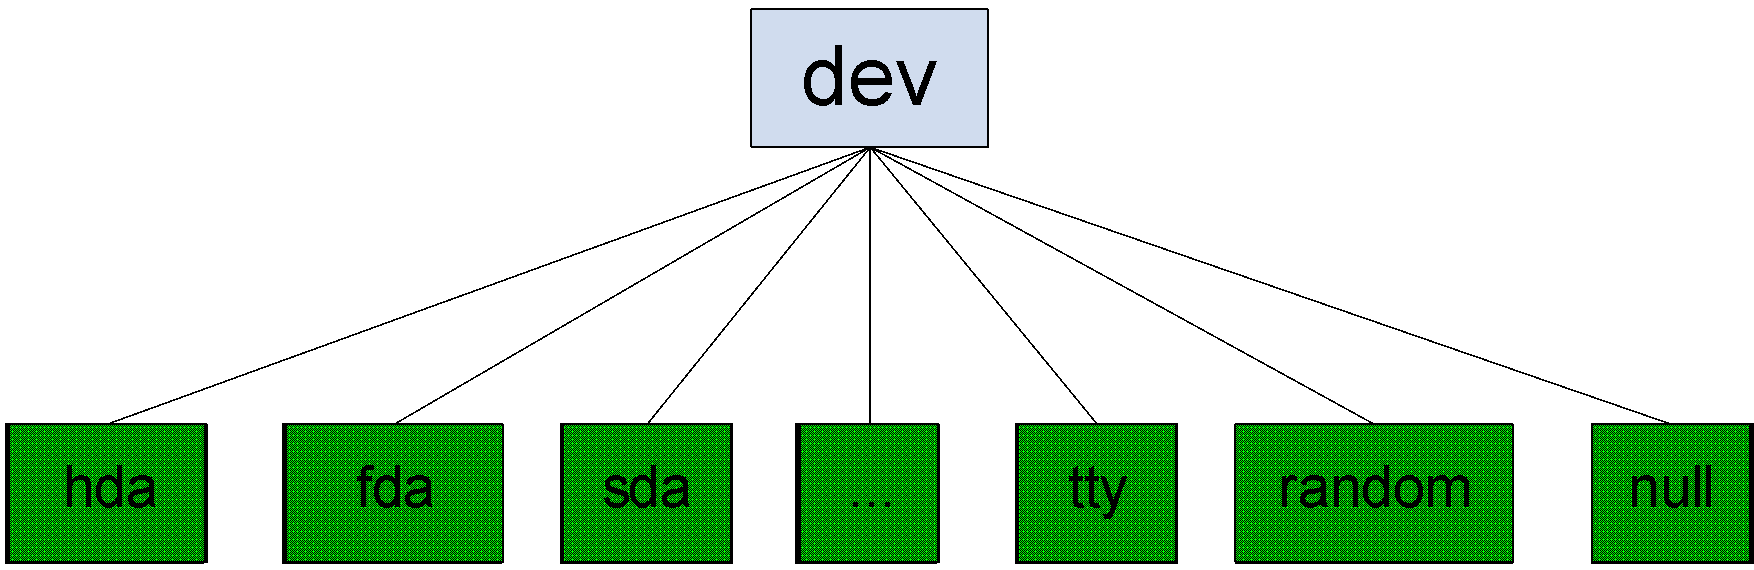 dev
hda
fda
sda
...
tty
random
null